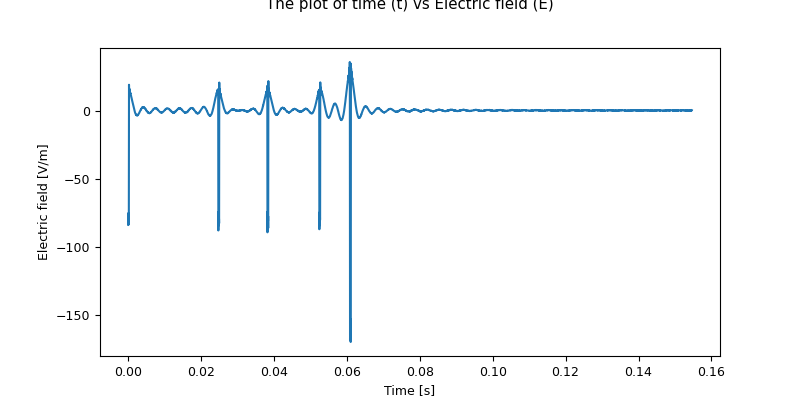 The plot of time (t) vs Electric field (E)
0
−50
−100
−150
Electric field [V/m]
0.00 0.02 0.04 0.06 0.08 0.10 0.12 0.14 0.16
Time [s]